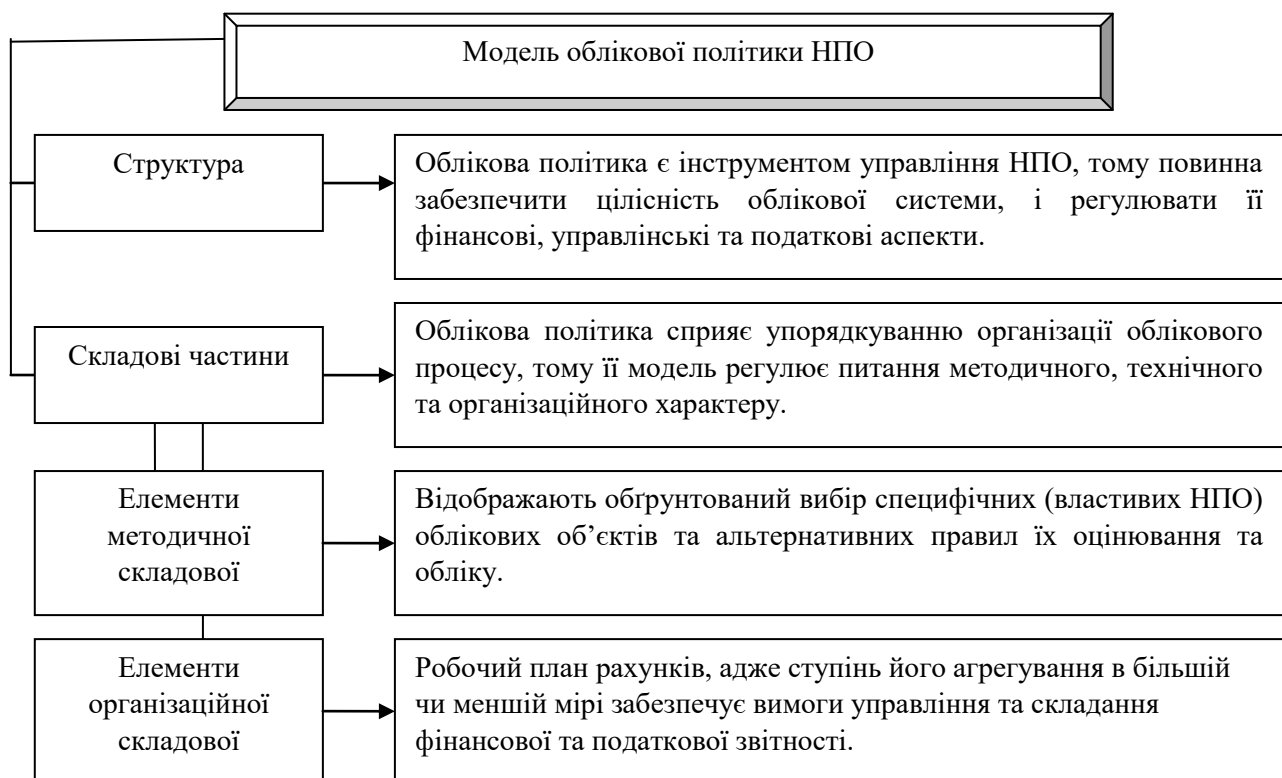 Модель облікової політики НПО
Структура
Облікова політика є інструментом управління НПО, тому повинна
забезпечити цілісність облікової системи, і регулювати її
фінансові, управлінські та податкові аспекти.
Складові частини
Облікова політика сприяє упорядкуванню організації облікового
процесу, тому її модель регулює питання методичного, технічного
та організаційного характеру.
Елементи
методичної
складової
Відображають обґрунтований вибір специфічних (властивих НПО)
облікових об’єктів та альтернативних правил їх оцінювання та
обліку.
Елементи
організаційної
складової
Робочий план рахунків, адже ступінь його агрегування в більшій
чи меншій мірі забезпечує вимоги управління та складання
фінансової та податкової звітності.